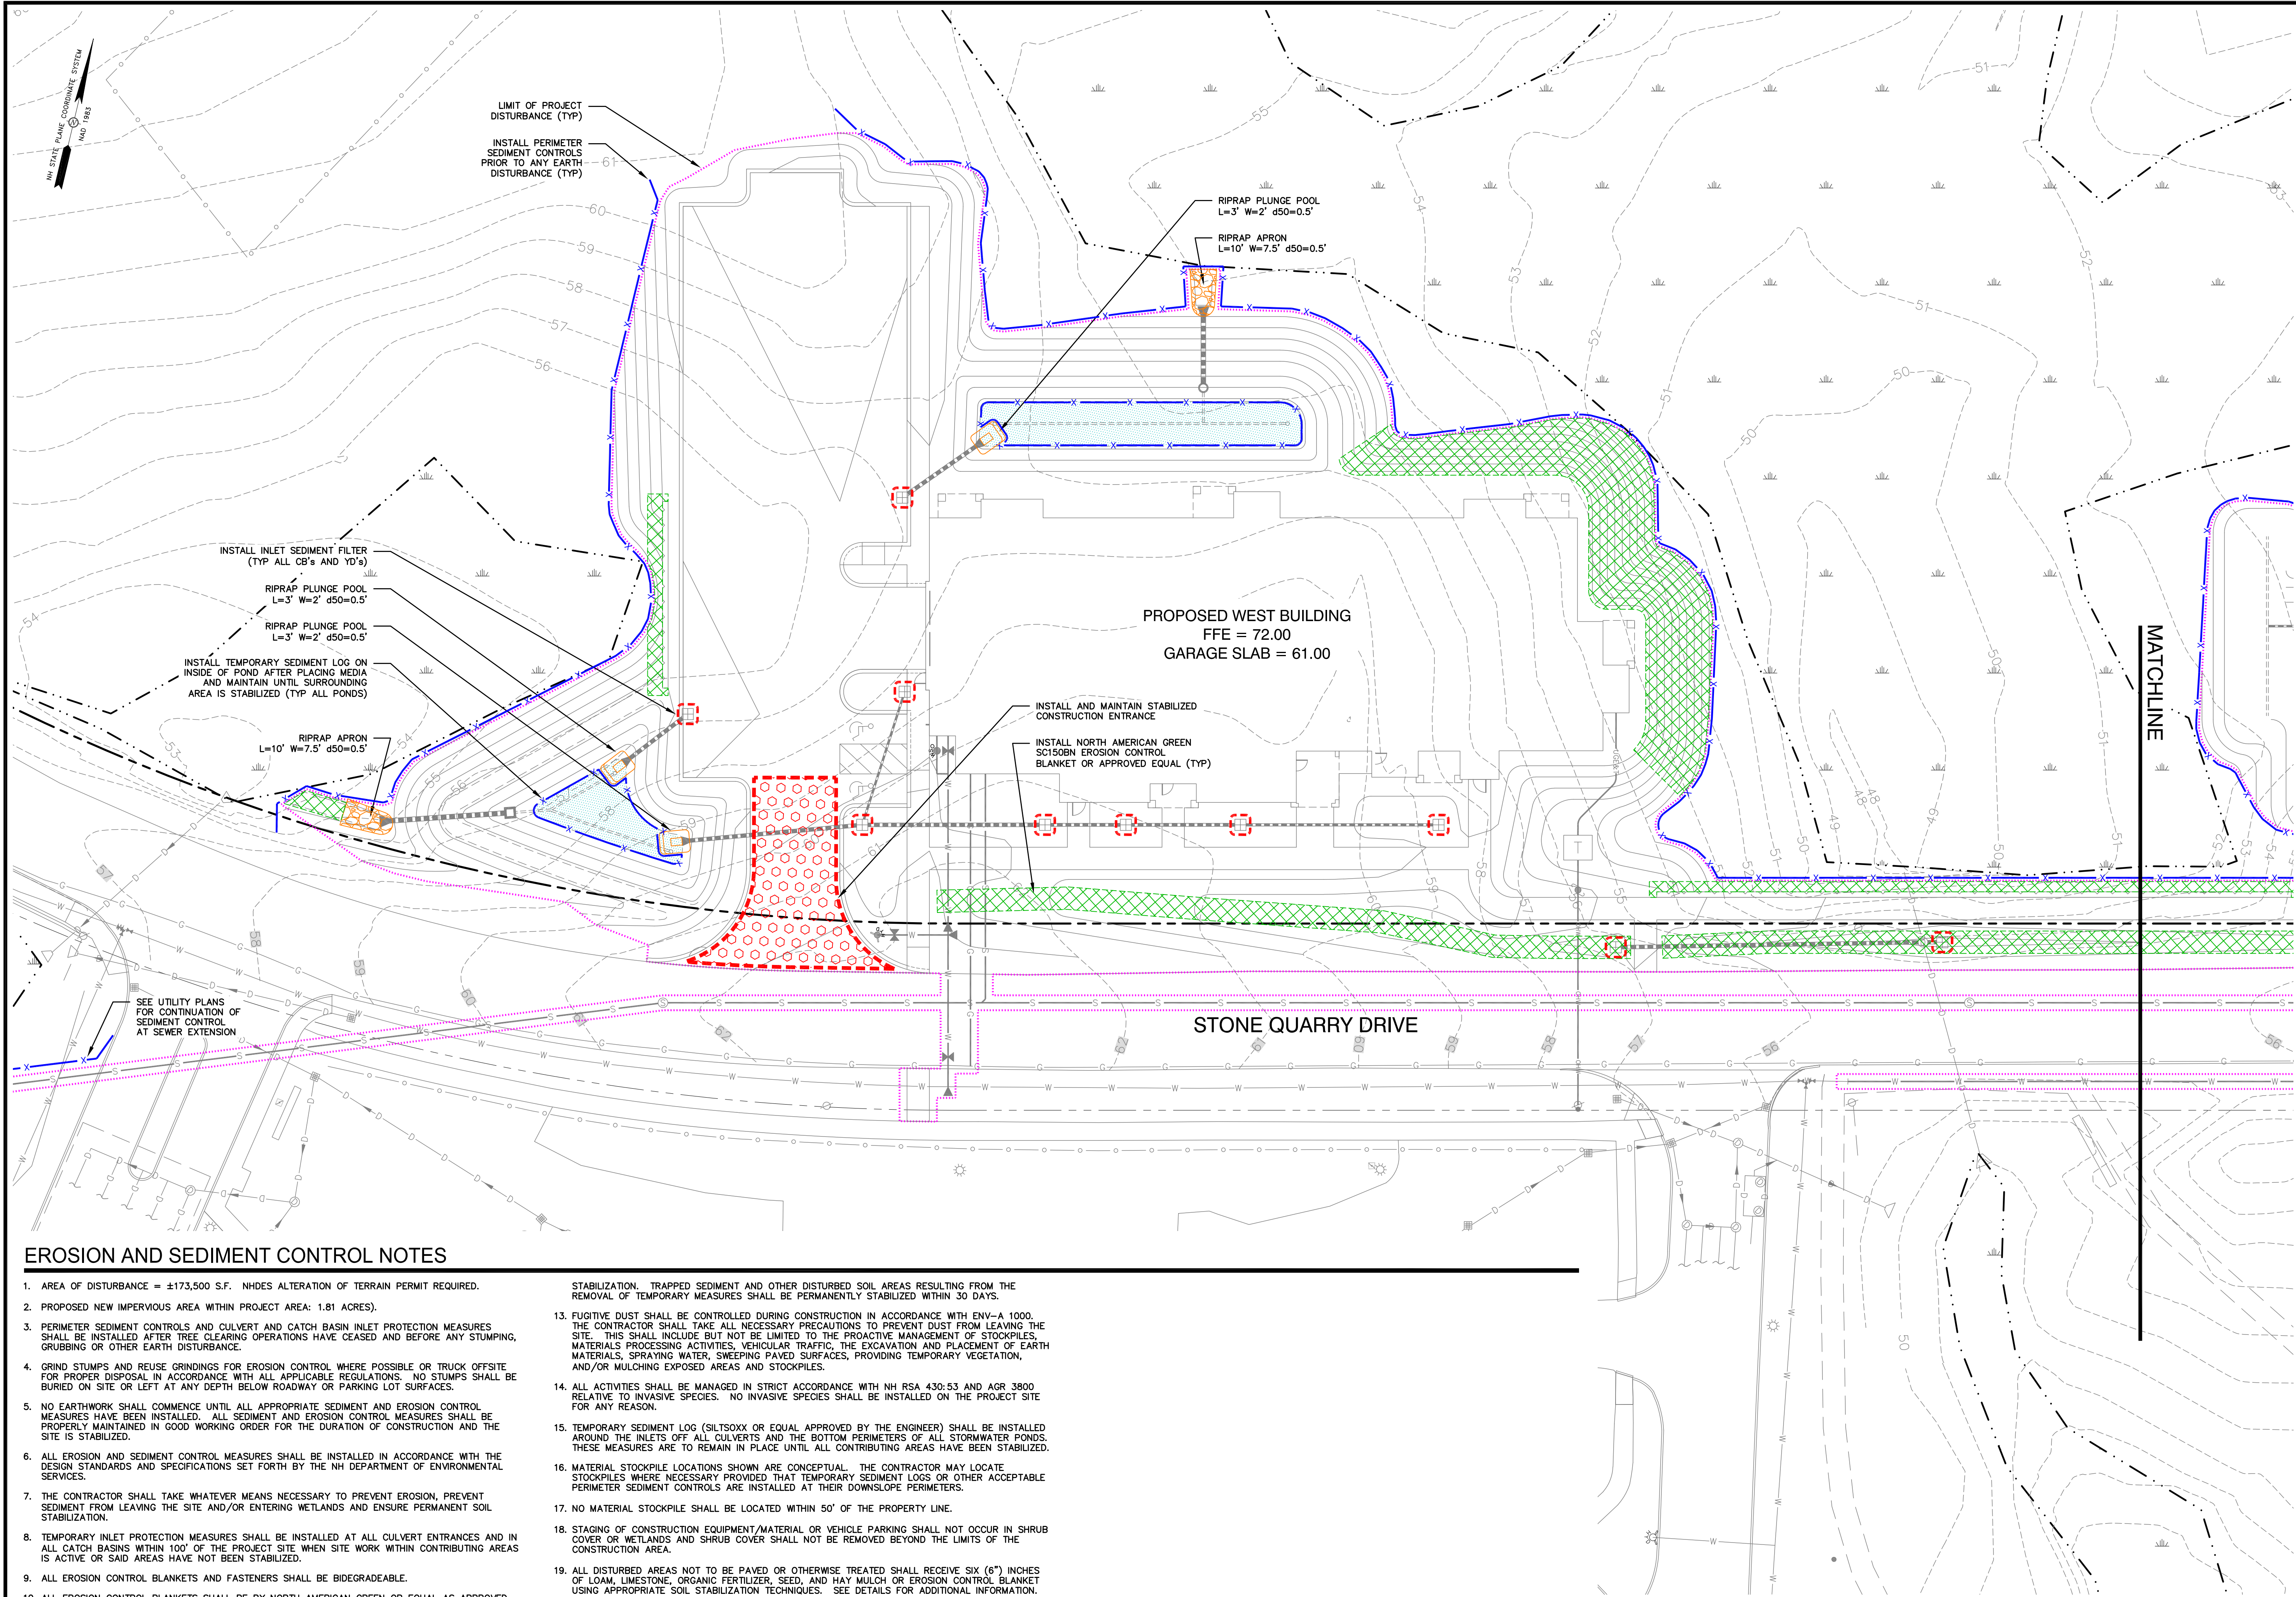 NH STATE PLANE COORDINATE SYSTEM
NAD 1983
LIMIT OF PROJECT
DISTURBANCE (TYP)
INSTALL PERIMETER
SEDIMENT CONTROLS
PRIOR TO ANY EARTH
DISTURBANCE (TYP)
RIPRAP PLUNGE POOL
L=3' W=2' d50=0.5'
RIPRAP APRON
L=10' W=7.5' d50=0.5'
INSTALL INLET SEDIMENT FILTER
(TYP ALL CB's AND YD's)
RIPRAP PLUNGE POOL
L=3' W=2' d50=0.5'
RIPRAP PLUNGE POOL
L=3' W=2' d50=0.5'
INSTALL TEMPORARY SEDIMENT LOG ON
INSIDE OF POND AFTER PLACING MEDIA
AND MAINTAIN UNTIL SURROUNDING
AREA IS STABILIZED (TYP ALL PONDS)
RIPRAP APRON
L=10' W=7.5' d50=0.5'
PROPOSED WEST BUILDING
FFE = 72.00
GARAGE SLAB = 61.00
INSTALL AND MAINTAIN STABILIZED
CONSTRUCTION ENTRANCE
INSTALL NORTH AMERICAN GREEN
SC150BN EROSION CONTROL
BLANKET OR APPROVED EQUAL (TYP)
MATCHLINE
SEE UTILITY PLANS
FOR CONTINUATION OF
SEDIMENT CONTROL
AT SEWER EXTENSION
STONE QUARRY DRIVE
61
60
59
58
57
56
55
54
53
52
51
50
EROSION AND SEDIMENT CONTROL NOTES
1. AREA OF DISTURBANCE = ±173,500 S.F. NHDES ALTERATION OF TERRAIN PERMIT REQUIRED.
2. PROPOSED NEW IMPERVIOUS AREA WITHIN PROJECT AREA: 1.81 ACRES).
3. PERIMETER SEDIMENT CONTROLS AND CULVERT AND CATCH BASIN INLET PROTECTION MEASURES
SHALL BE INSTALLED AFTER TREE CLEARING OPERATIONS HAVE CEASED AND BEFORE ANY STUMPING,
GRUBBING OR OTHER EARTH DISTURBANCE.
4. GRIND STUMPS AND REUSE GRINDINGS FOR EROSION CONTROL WHERE POSSIBLE OR TRUCK OFFSITE
FOR PROPER DISPOSAL IN ACCORDANCE WITH ALL APPLICABLE REGULATIONS. NO STUMPS SHALL BE
BURIED ON SITE OR LEFT AT ANY DEPTH BELOW ROADWAY OR PARKING LOT SURFACES.
5. NO EARTHWORK SHALL COMMENCE UNTIL ALL APPROPRIATE SEDIMENT AND EROSION CONTROL
MEASURES HAVE BEEN INSTALLED. ALL SEDIMENT AND EROSION CONTROL MEASURES SHALL BE
PROPERLY MAINTAINED IN GOOD WORKING ORDER FOR THE DURATION OF CONSTRUCTION AND THE
SITE IS STABILIZED.
6. ALL EROSION AND SEDIMENT CONTROL MEASURES SHALL BE INSTALLED IN ACCORDANCE WITH THE
DESIGN STANDARDS AND SPECIFICATIONS SET FORTH BY THE NH DEPARTMENT OF ENVIRONMENTAL
SERVICES.
7. THE CONTRACTOR SHALL TAKE WHATEVER MEANS NECESSARY TO PREVENT EROSION, PREVENT
SEDIMENT FROM LEAVING THE SITE AND/OR ENTERING WETLANDS AND ENSURE PERMANENT SOIL
STABILIZATION.
8. TEMPORARY INLET PROTECTION MEASURES SHALL BE INSTALLED AT ALL CULVERT ENTRANCES AND IN
ALL CATCH BASINS WITHIN 100' OF THE PROJECT SITE WHEN SITE WORK WITHIN CONTRIBUTING AREAS
IS ACTIVE OR SAID AREAS HAVE NOT BEEN STABILIZED.
9. ALL EROSION CONTROL BLANKETS AND FASTENERS SHALL BE BIDEGRADEABLE.
10. ALL EROSION CONTROL BLANKETS SHALL BE BY NORTH AMERICAN GREEN OR EQUAL AS APPROVED
STABILIZATION. TRAPPED SEDIMENT AND OTHER DISTURBED SOIL AREAS RESULTING FROM THE
REMOVAL OF TEMPORARY MEASURES SHALL BE PERMANENTLY STABILIZED WITHIN 30 DAYS.
13. FUGITIVE DUST SHALL BE CONTROLLED DURING CONSTRUCTION IN ACCORDANCE WITH ENV-A 1000.
THE CONTRACTOR SHALL TAKE ALL NECESSARY PRECAUTIONS TO PREVENT DUST FROM LEAVING THE
SITE. THIS SHALL INCLUDE BUT NOT BE LIMITED TO THE PROACTIVE MANAGEMENT OF STOCKPILES,
MATERIALS PROCESSING ACTIVITIES, VEHICULAR TRAFFIC, THE EXCAVATION AND PLACEMENT OF EARTH
MATERIALS, SPRAYING WATER, SWEEPING PAVED SURFACES, PROVIDING TEMPORARY VEGETATION,
AND/OR MULCHING EXPOSED AREAS AND STOCKPILES.
14. ALL ACTIVITIES SHALL BE MANAGED IN STRICT ACCORDANCE WITH NH RSA 430:53 AND AGR 3800
RELATIVE TO INVASIVE SPECIES. NO INVASIVE SPECIES SHALL BE INSTALLED ON THE PROJECT SITE
FOR ANY REASON.
15. TEMPORARY SEDIMENT LOG (SILTSOXX OR EQUAL APPROVED BY THE ENGINEER) SHALL BE INSTALLED
AROUND THE INLETS OFF ALL CULVERTS AND THE BOTTOM PERIMETERS OF ALL STORMWATER PONDS.
THESE MEASURES ARE TO REMAIN IN PLACE UNTIL ALL CONTRIBUTING AREAS HAVE BEEN STABILIZED.
16. MATERIAL STOCKPILE LOCATIONS SHOWN ARE CONCEPTUAL. THE CONTRACTOR MAY LOCATE
STOCKPILES WHERE NECESSARY PROVIDED THAT TEMPORARY SEDIMENT LOGS OR OTHER ACCEPTABLE
PERIMETER SEDIMENT CONTROLS ARE INSTALLED AT THEIR DOWNSLOPE PERIMETERS.
17. NO MATERIAL STOCKPILE SHALL BE LOCATED WITHIN 50' OF THE PROPERTY LINE.
18. STAGING OF CONSTRUCTION EQUIPMENT/MATERIAL OR VEHICLE PARKING SHALL NOT OCCUR IN SHRUB
COVER OR WETLANDS AND SHRUB COVER SHALL NOT BE REMOVED BEYOND THE LIMITS OF THE
CONSTRUCTION AREA.
19. ALL DISTURBED AREAS NOT TO BE PAVED OR OTHERWISE TREATED SHALL RECEIVE SIX (6") INCHES
OF LOAM, LIMESTONE, ORGANIC FERTILIZER, SEED, AND HAY MULCH OR EROSION CONTROL BLANKET
USING APPROPRIATE SOIL STABILIZATION TECHNIQUES. SEE DETAILS FOR ADDITIONAL INFORMATION.